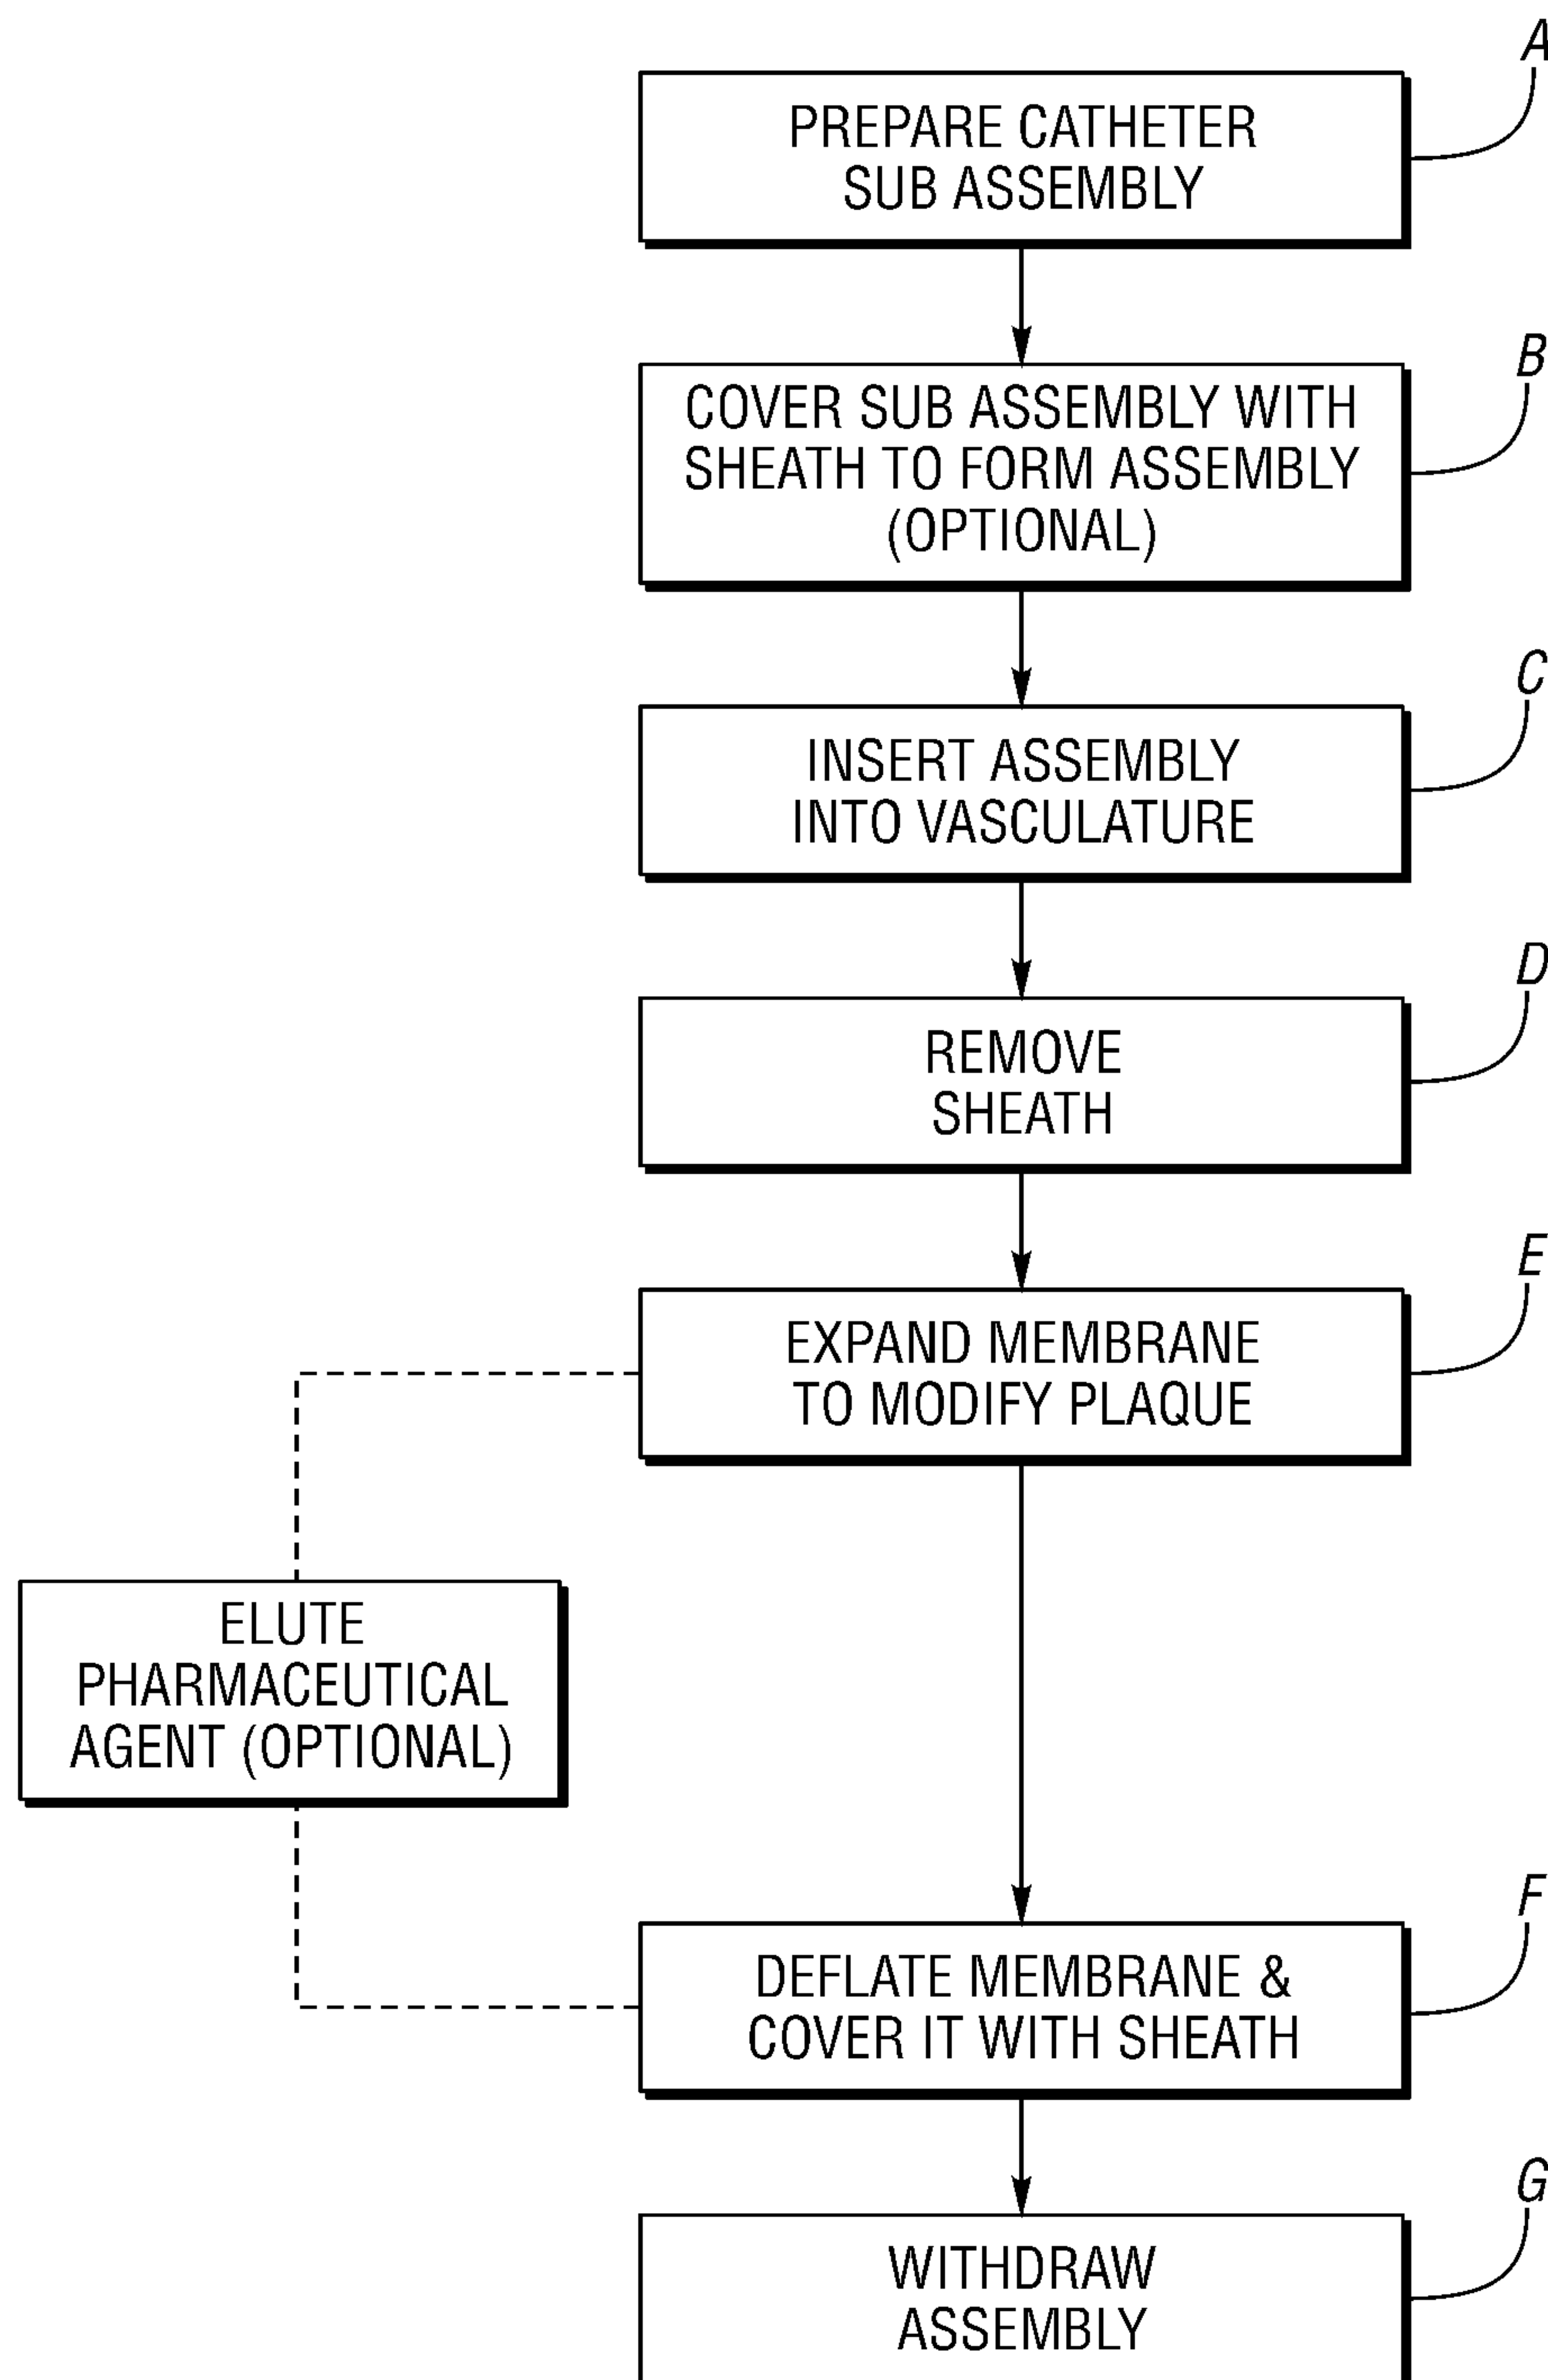 A
PREPARE CATHETER
SUB ASSEMBLY
B
COVER SUB ASSEMBLY WITH
SHEATH TO FORM ASSEMBLY
(OPTIONAL)
C
INSERT ASSEMBLY
INTO VASCULATURE
D
REMOVE
SHEATH
E
EXPAND MEMBRANE
TO MODIFY PLAQUE
ELUTE
PHARMACEUTICAL
AGENT (OPTIONAL)
F
DEFLATE MEMBRANE &
COVER IT WITH SHEATH
G
WITHDRAW
ASSEMBLY